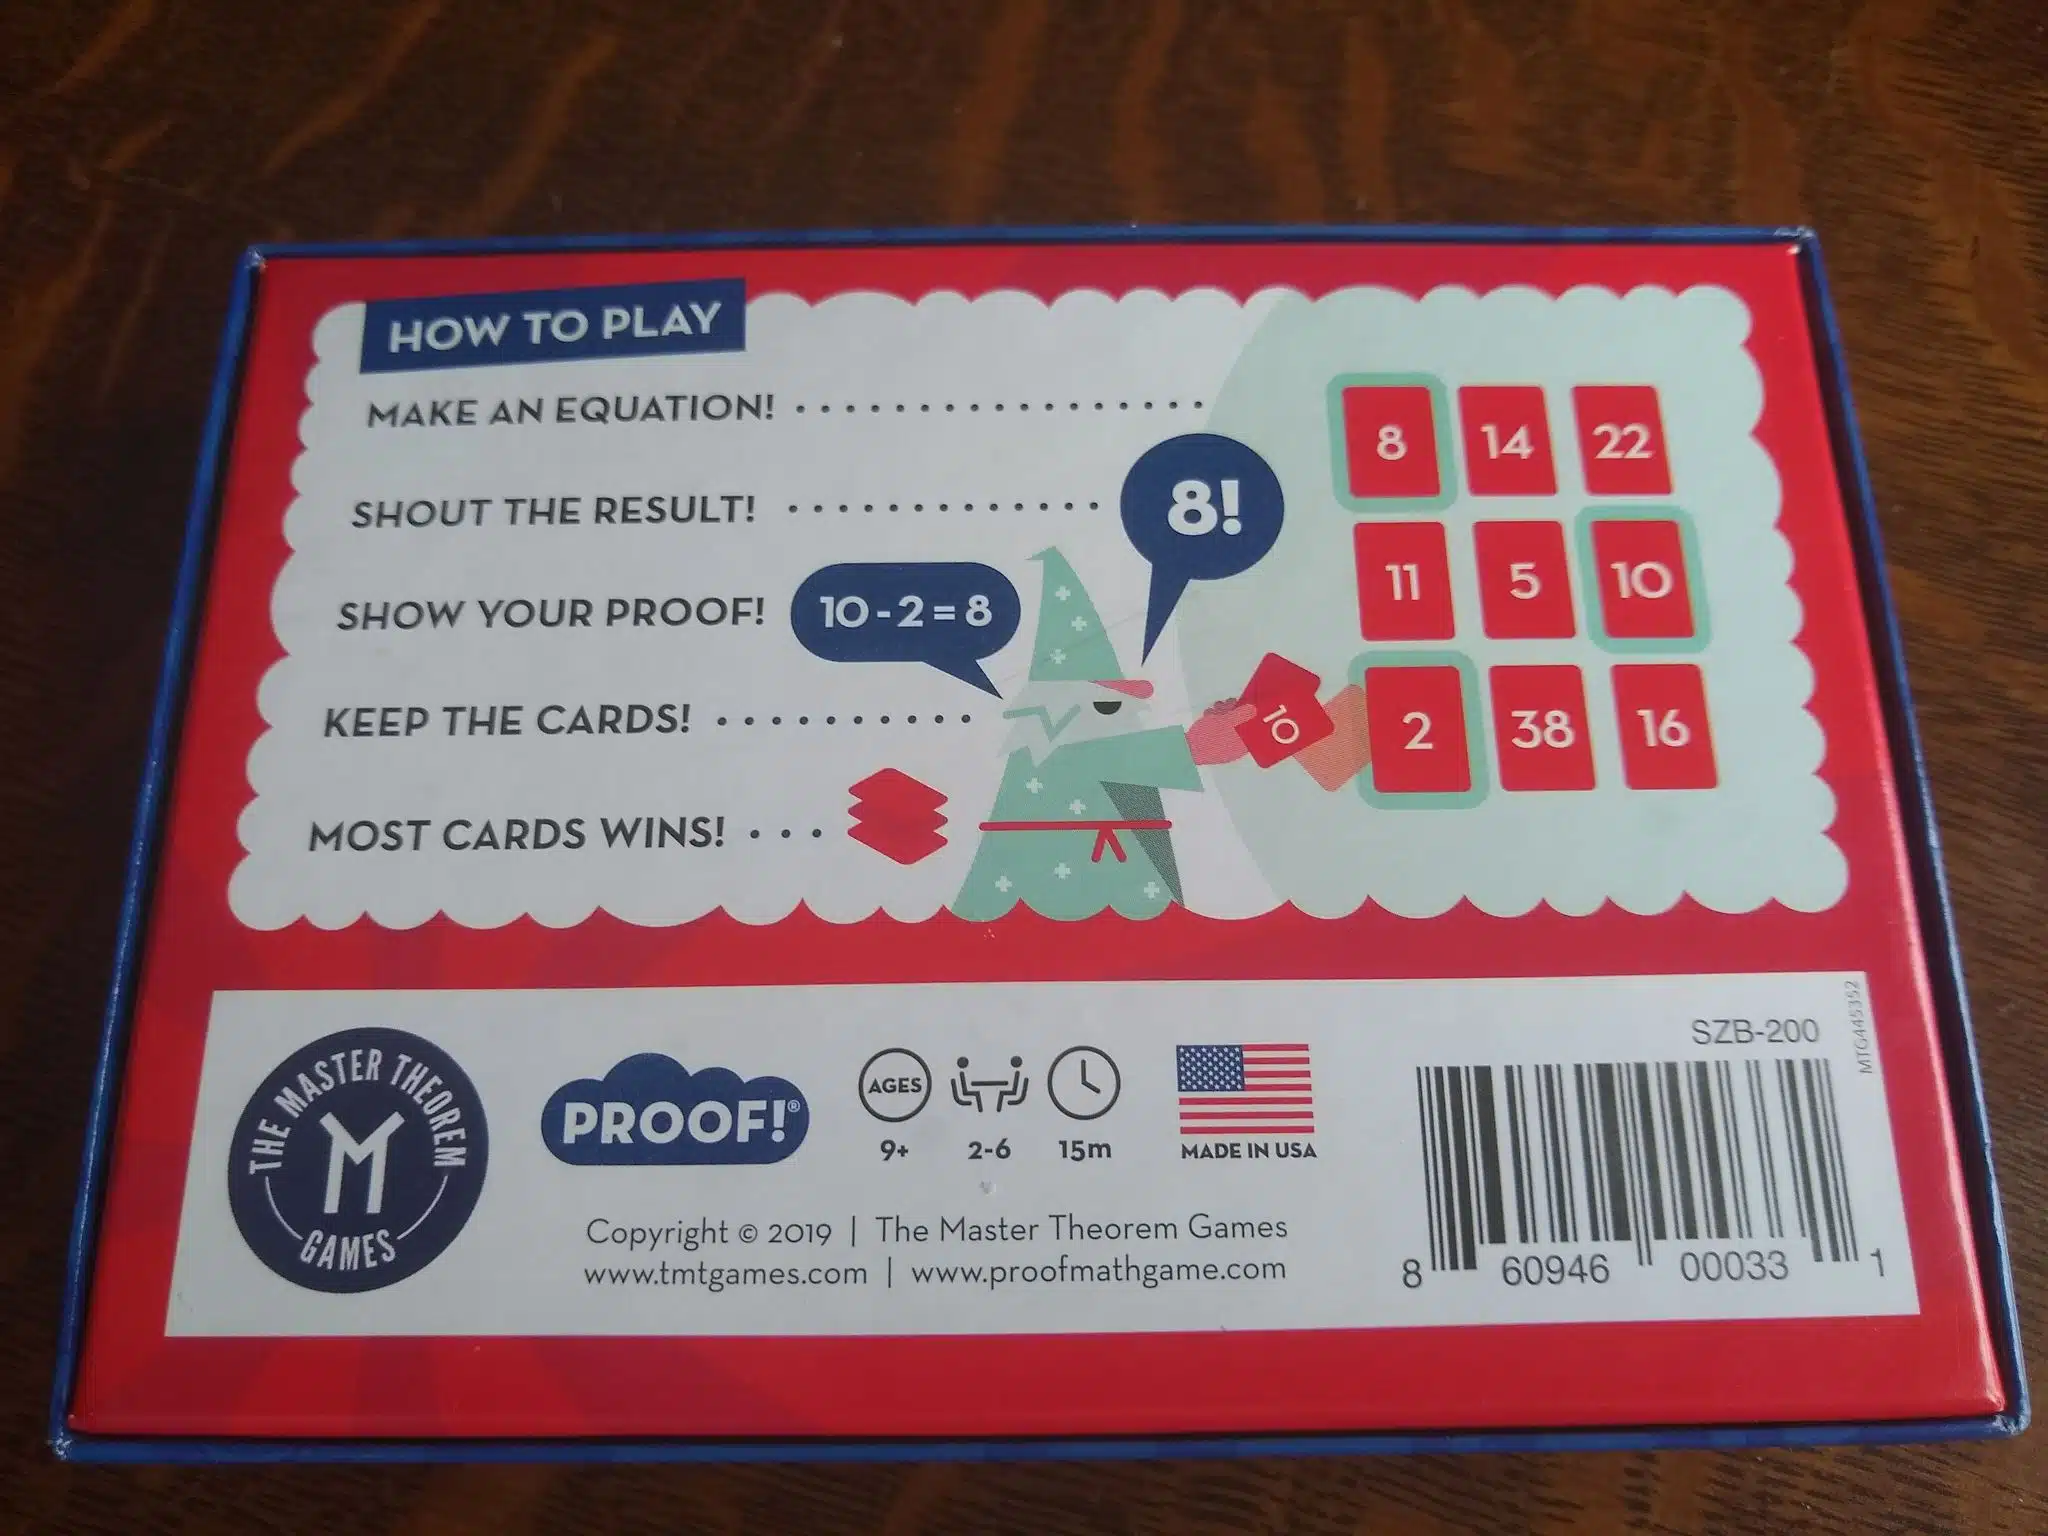 HOW TO PLAY
MAKE AN EQUATION!
SHOUT THE RESULT!
8!
SHOW YOUR PROOF!
10-2=8
KEEP THE CARDS!
MOST CARDS WINS!
10
8 14 22
11 5 10
2 38 16
THE MASTER THEOREM
M
GAMES
PROOF!®
AGES
9+ 2-6 15m
MADE IN USA
Copyright © 2019 | The Master Theorem Games
www.tmtgames.com | www.proofmathgame.com
SZB-200
MTG445352
8 60946 00033 1